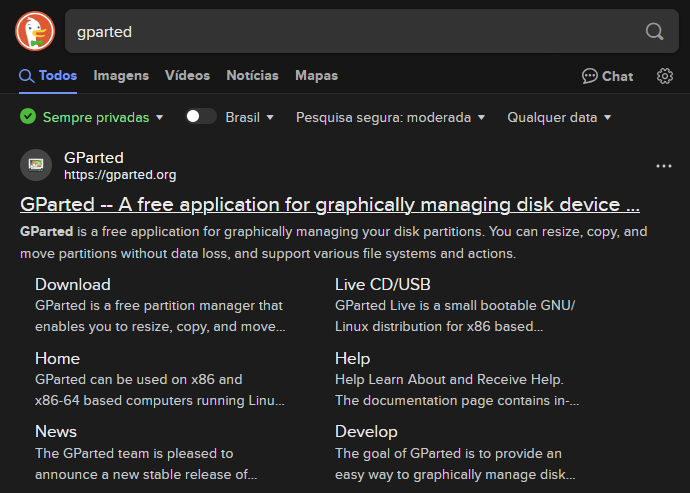 gparted
Todos Imagens Vídeos Notícias Mapas Chat
Sempre privadas Brasil Pesquisa segura: moderada Qualquer data
GParted
https://gparted.org
GParted -- A free application for graphically managing disk device ...
GParted is a free application for graphically managing your disk partitions. You can resize, copy, and
move partitions without data loss, and support various file systems and actions.
Download
GParted is a free partition manager that
enables you to resize, copy, and move...
Live CD/USB
GParted Live is a small bootable GNU/
Linux distribution for x86 based...
Home
GParted can be used on x86 and
x86-64 based computers running Linu...
Help
Help Learn About and Receive Help.
The documentation page contains in-...
News
The GParted team is pleased to
announce a new stable release of...
Develop
The goal of GParted is to provide an
easy way to graphically manage disk...